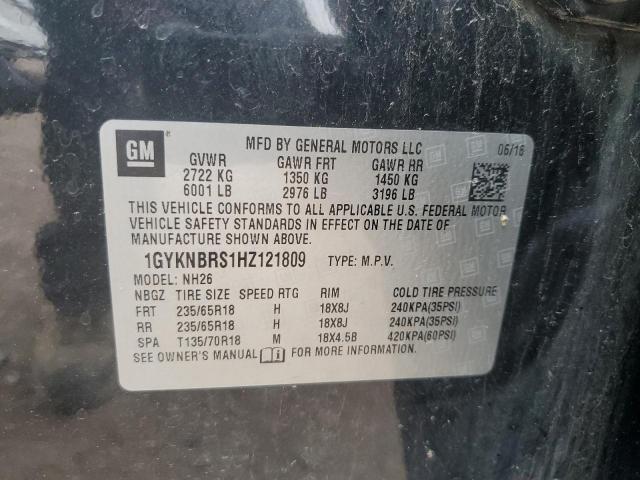 GM
MFD BY GENERAL MOTORS LLC 06/16
GVWR GAWR FRT GAWR RR
2722 KG 1350 KG 1450 KG
6001 LB 2976 LB 3196 LB
THIS VEHICLE CONFORMS TO ALL APPLICABLE U.S. FEDERAL MOTOR
VEHICLE SAFETY STANDARDS IN EFFECT ON THE DATE OF
MANUFACTURE SHOWN ABOVE.
1GYKNBRS1HZ121809 TYPE: M.P.V.
MODEL: NH26
NBGZ TIRE SIZE SPEED RTG RIM COLD TIRE PRESSURE
FRT 235/65R18 H 18X8J 240KPA(35PSI)
RR 235/65R18 H 18X8J 240KPA(35PSI)
SPA T135/70R18 M 18X4.5B 420KPA(60PSI)
SEE OWNER'S MANUAL FOR MORE INFORMATION.